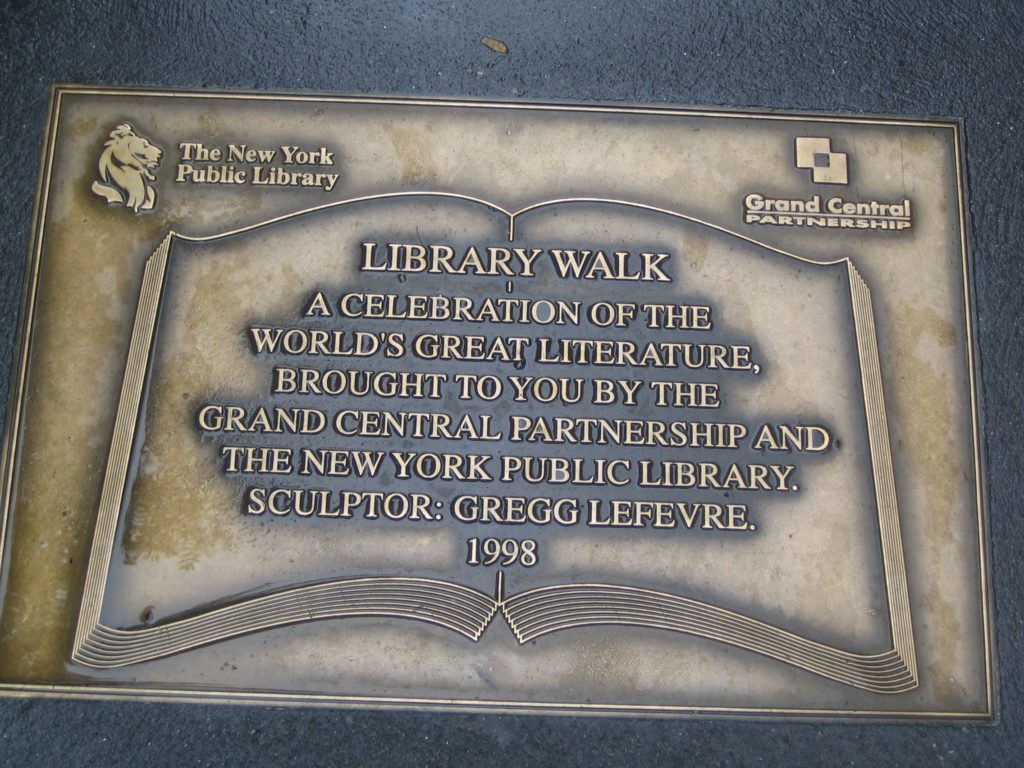 The New York
Public Library
Grand Central
PARTNERSHIP
LIBRARY WALK
A CELEBRATION OF THE
WORLD'S GREAT LITERATURE,
BROUGHT TO YOU BY THE
GRAND CENTRAL PARTNERSHIP AND
THE NEW YORK PUBLIC LIBRARY.
SCULPTOR: GREGG LEFEVRE.
1998